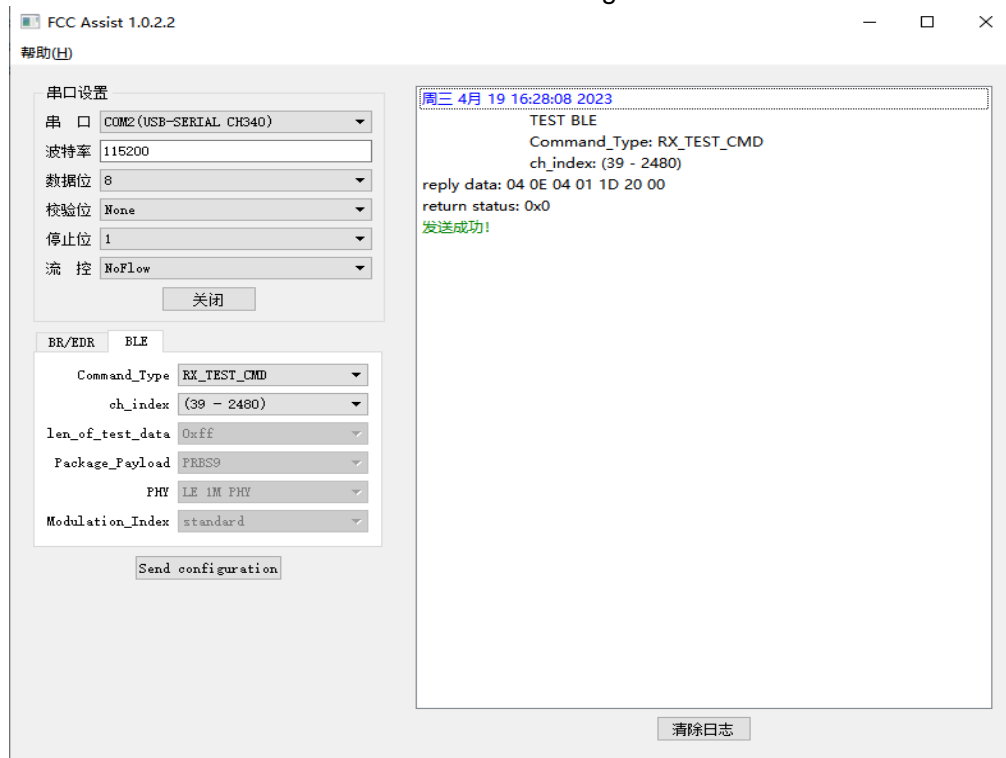 FCC Assist 1.0.2.2
帮助(H)
串口设置
串 口 COM2(USB-SERIAL CH340)
波特率 115200
数据位 8
校验位 None
停止位 1
流 控 NoFlow
关闭
BR/EDR BLE
Command_Type RX_TEST_CMD
ch_index (39 - 2480)
len_of_test_data 0xff
Package_Payload PRBS9
PHY LE 1M PHY
Modulation_Index standard
Send configuration
周三 4月 19 16:28:08 2023
TEST BLE
Command_Type: RX_TEST_CMD
ch_index: (39 - 2480)
reply data: 04 0E 04 01 1D 20 00
return status: 0x0
发送成功!
清除日志